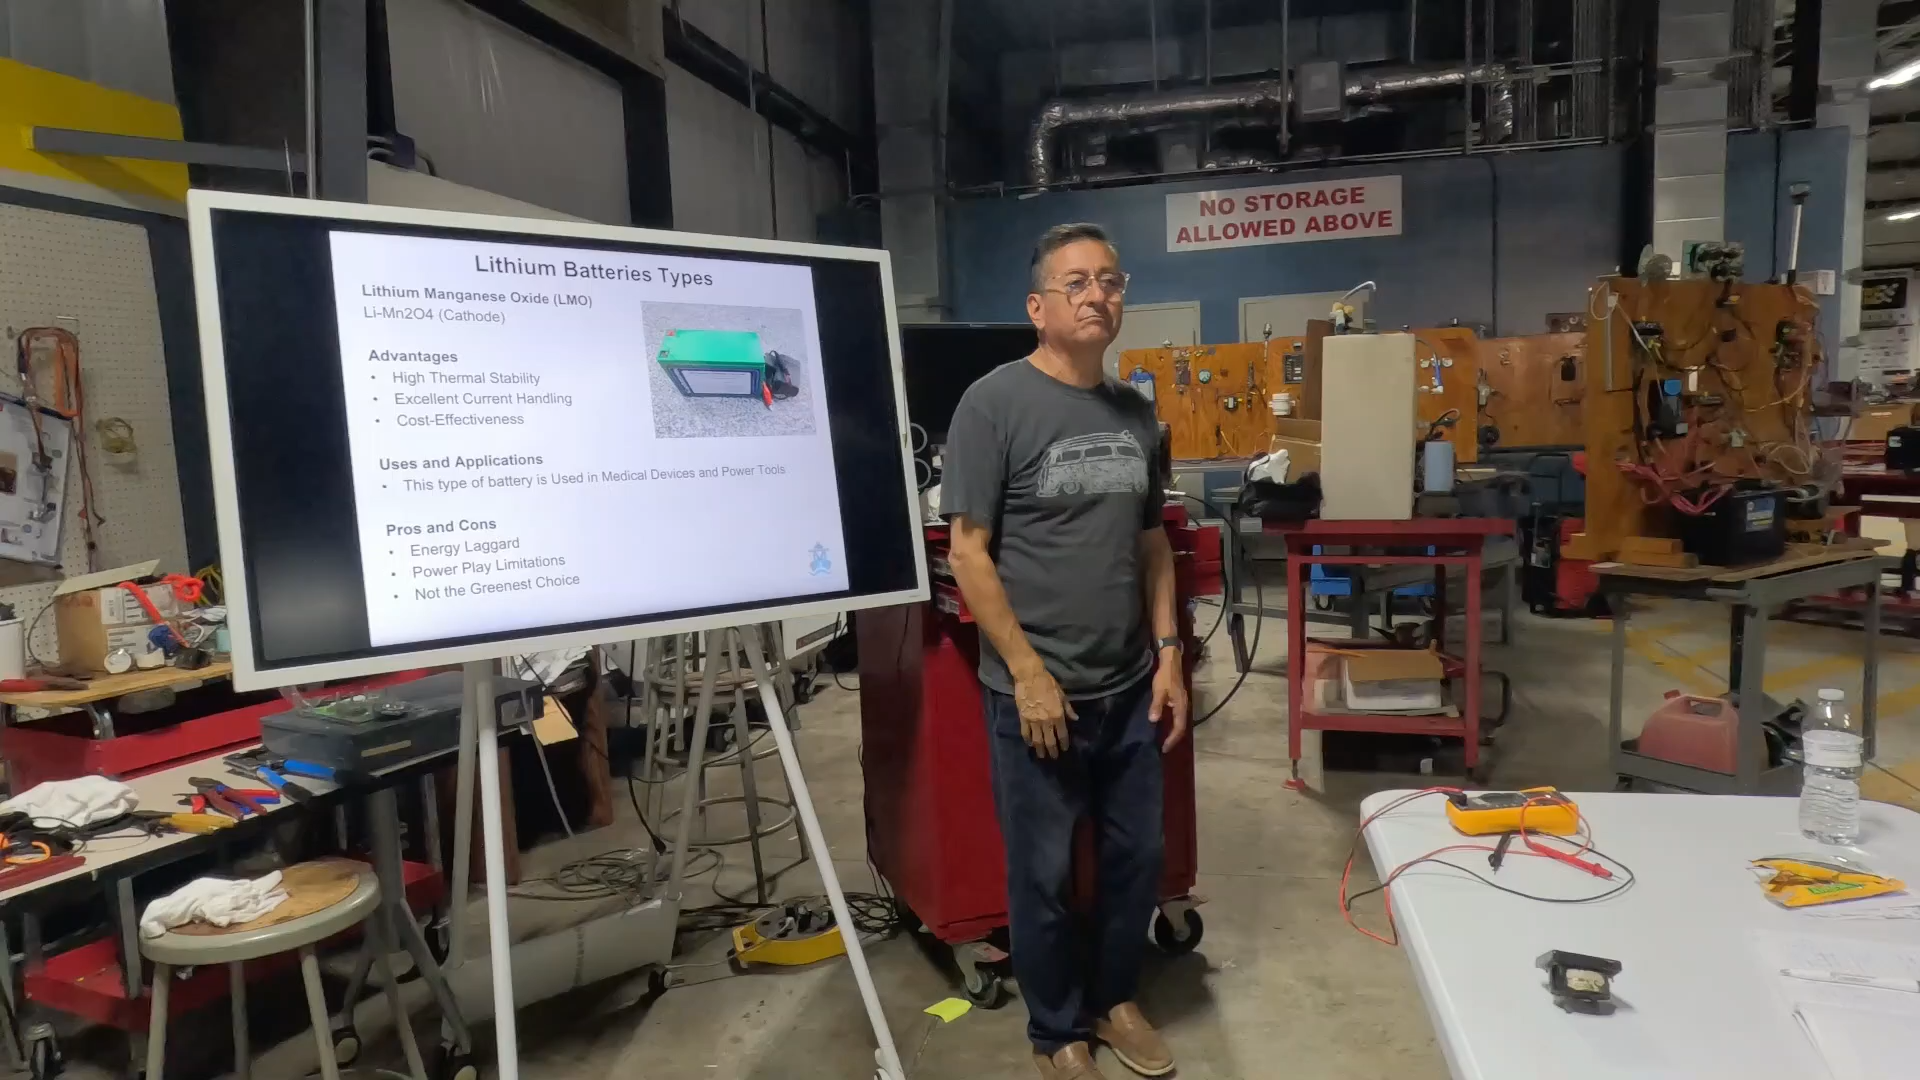 Lithium Batteries Types
Lithium Manganese Oxide (LMO)
Li-Mn2O4 (Cathode)
Advantages
• High Thermal Stability
• Excellent Current Handling
• Cost-Effectiveness
Uses and Applications
• This type of battery is Used in Medical Devices and Power Tools
Pros and Cons
• Energy Laggard
• Power Play Limitations
• Not the Greenest Choice
NO STORAGE
ALLOWED ABOVE